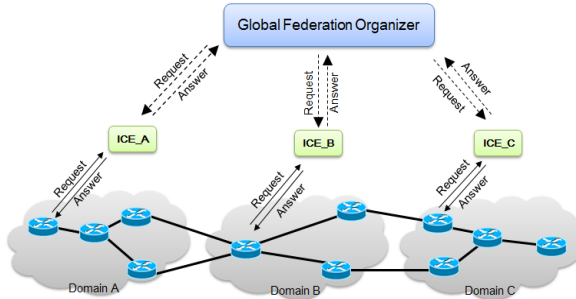 Global Federation Organizer
Request
Answer
Request
Answer
Answer
Request
ICE_A
ICE_B
ICE_C
Request
Answer
Request
Answer
Request
Answer
Domain A
Domain B
Domain C